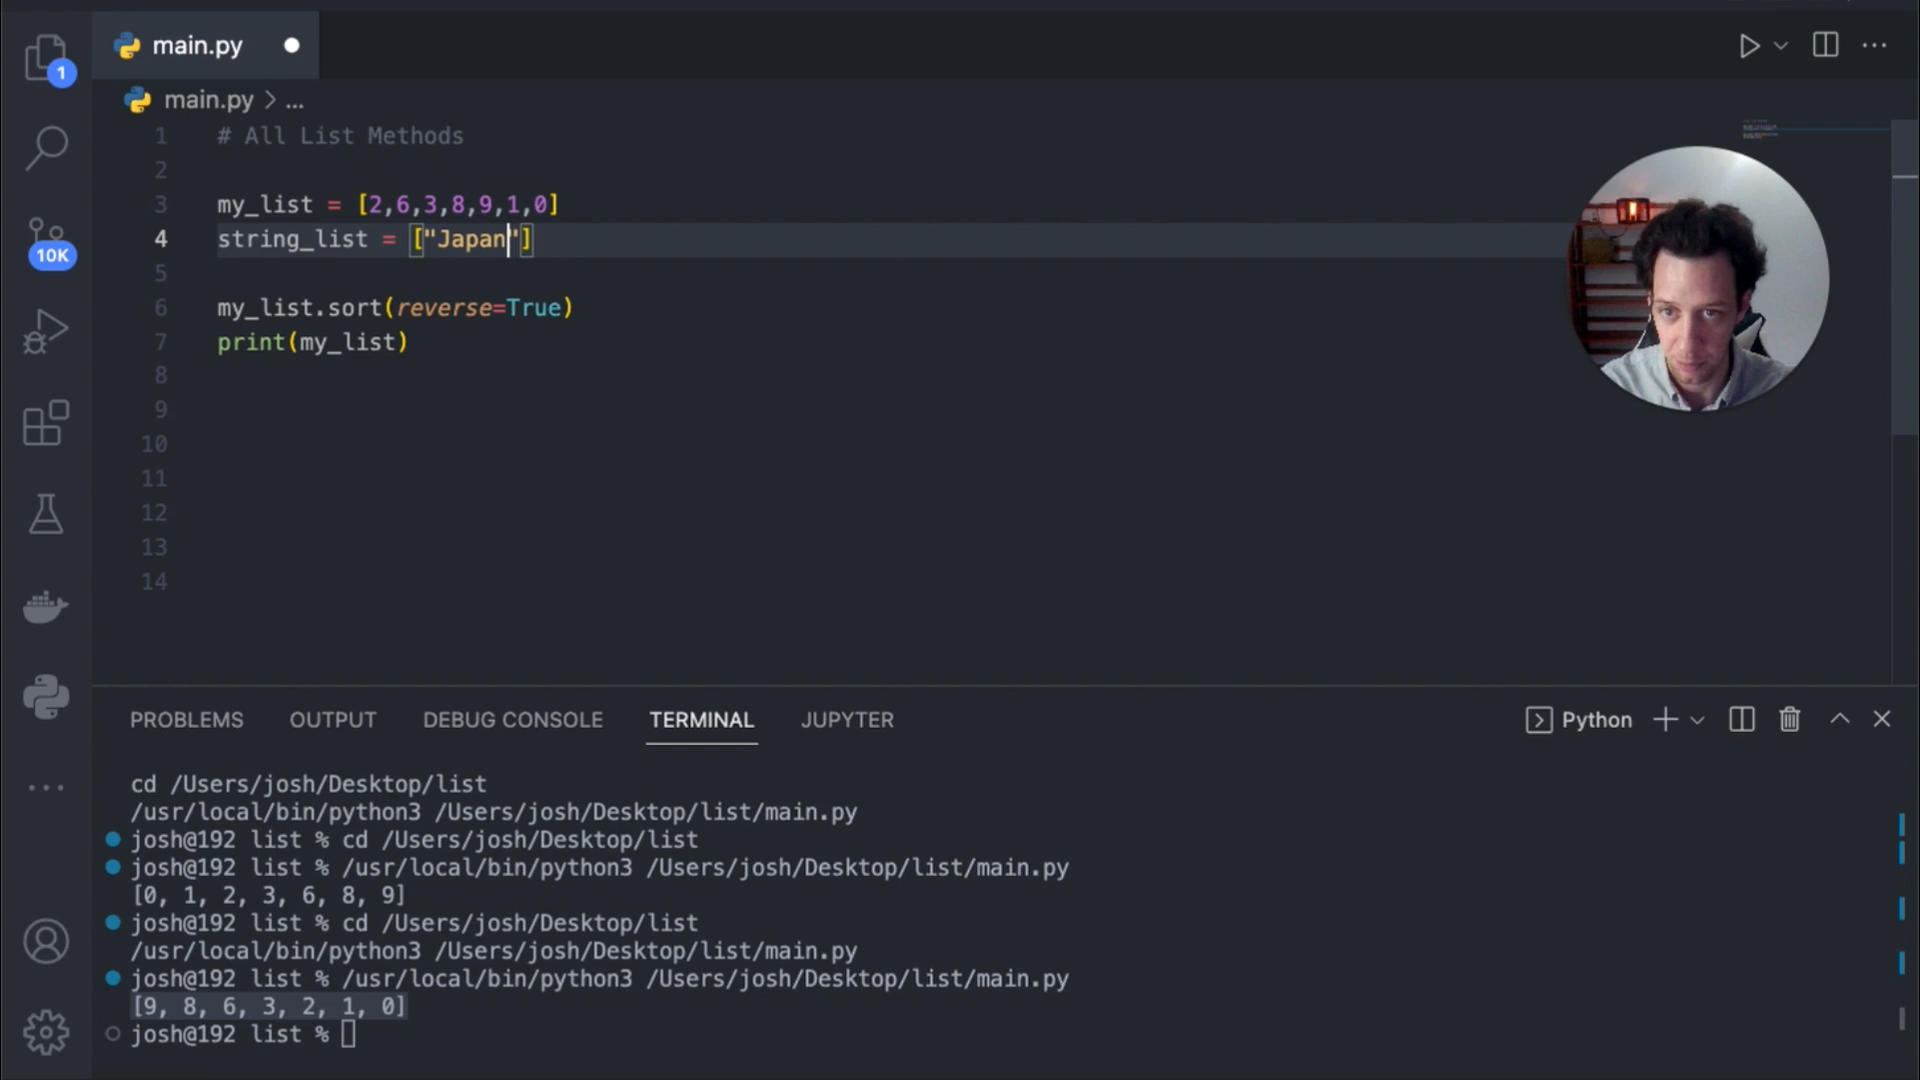 main.py
main.py > ...
1
10K
1 # All List Methods
2
3 my_list = [2,6,3,8,9,1,0]
4 string_list = ["Japan"]
5
6 my_list.sort(reverse=True)
7 print(my_list)
8
9
10
11
12
13
14
PROBLEMS OUTPUT DEBUG CONSOLE TERMINAL JUPYTER Python
cd /Users/josh/Desktop/list
/usr/local/bin/python3 /Users/josh/Desktop/list/main.py
josh@192 list % cd /Users/josh/Desktop/list
josh@192 list % /usr/local/bin/python3 /Users/josh/Desktop/list/main.py
[0, 1, 2, 3, 6, 8, 9]
josh@192 list % cd /Users/josh/Desktop/list
/usr/local/bin/python3 /Users/josh/Desktop/list/main.py
josh@192 list % /usr/local/bin/python3 /Users/josh/Desktop/list/main.py
[9, 8, 6, 3, 2, 1, 0]
josh@192 list %